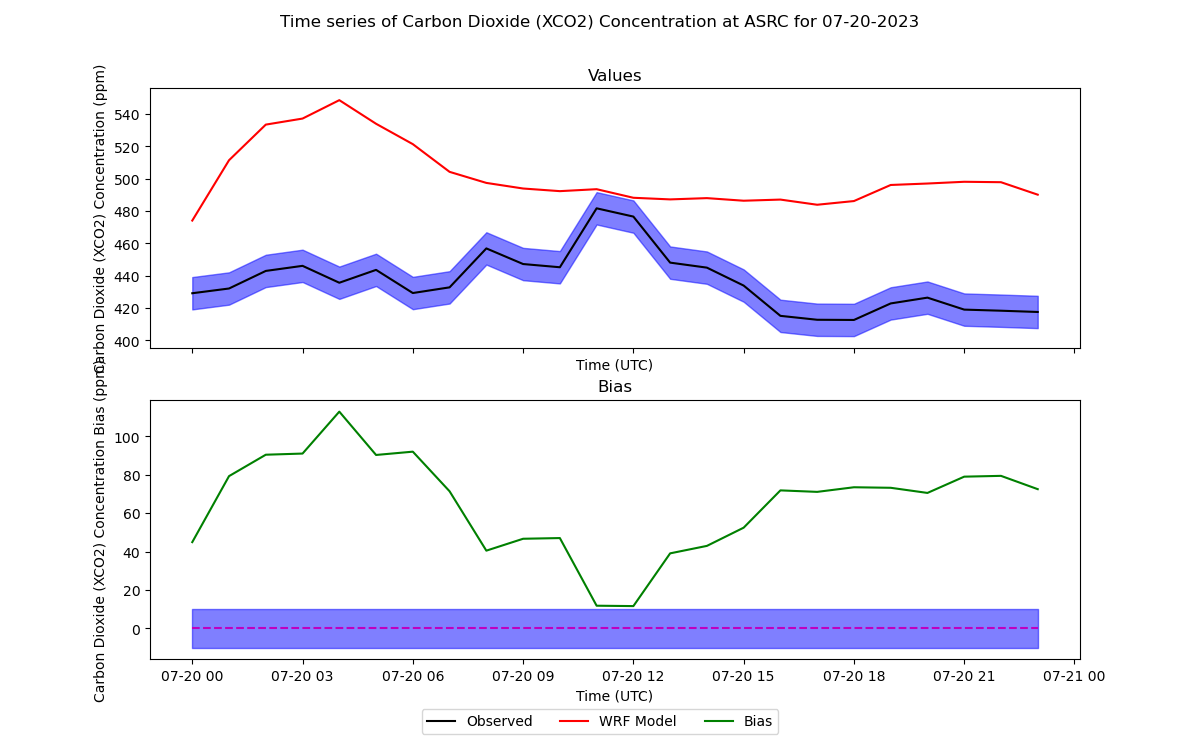 Time series of Carbon Dioxide (XCO2) Concentration at ASRC for 07-20-2023
Values
Carbon Dioxide (XCO2) Concentration (ppm)
540
520
500
480
460
440
420
400
Time (UTC)
Bias
Carbon Dioxide (XCO2) Concentration Bias (ppm)
100
80
60
40
20
0
07-20 00
07-20 03
07-20 06
07-20 09
07-20 12
07-20 15
07-20 18
07-20 21
07-21 00
Time (UTC)
Observed
WRF Model
Bias